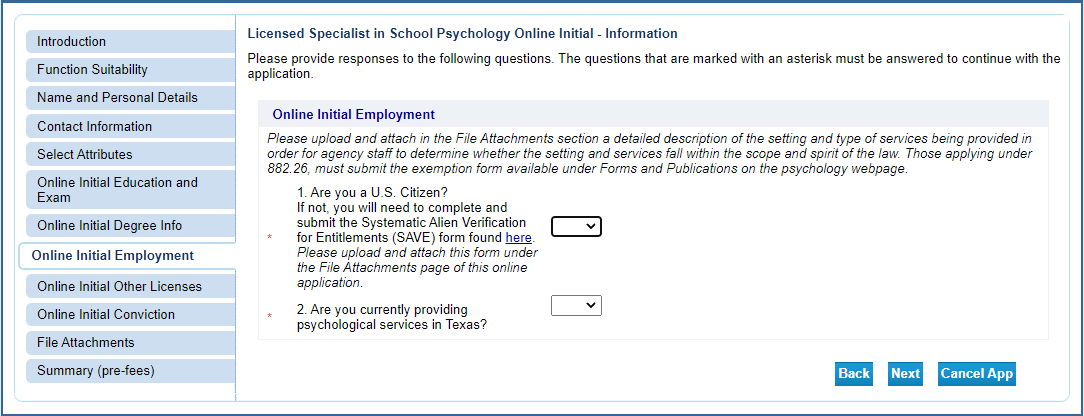 Introduction
Function Suitability
Name and Personal Details
Contact Information
Select Attributes
Online Initial Education and
Exam
Online Initial Degree Info
Online Initial Employment
Online Initial Other Licenses
Online Initial Conviction
File Attachments
Summary (pre-fees)
Licensed Specialist in School Psychology Online Initial - Information
Please provide responses to the following questions. The questions that are marked with an asterisk must be answered to continue with the
application.
Online Initial Employment
Please upload and attach in the File Attachments section a detailed description of the setting and type of services being provided in
order for agency staff to determine whether the setting and services fall within the scope and spirit of the law. Those applying under
882.26, must submit the exemption form available under Forms and Publications on the psychology webpage.
1. Are you a U.S. Citizen?
If not, you will need to complete and
submit the Systematic Alien Verification
* for Entitlements (SAVE) form found here.
Please upload and attach this form under
the File Attachments page of this online
application.
* 2. Are you currently providing
psychological services in Texas?
Back Next Cancel App